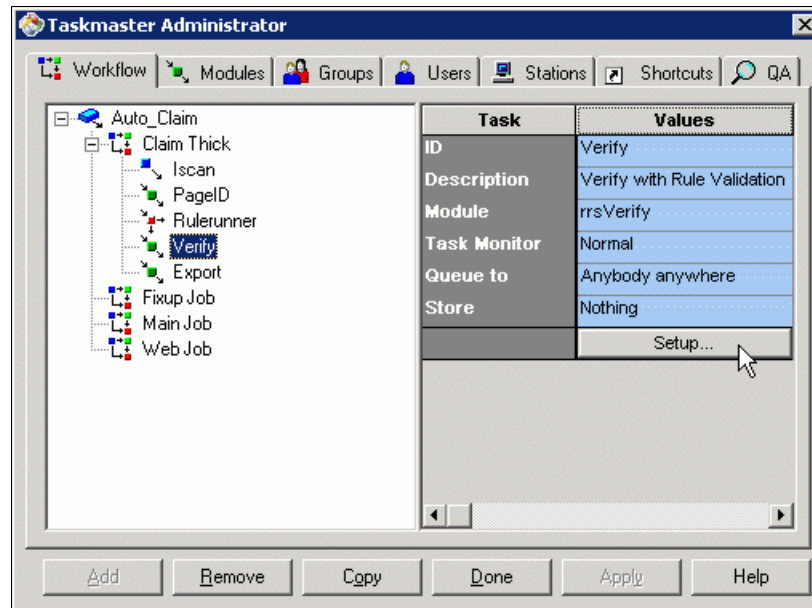 Taskmaster Administrator
Workflow Modules Groups Users Stations Shortcuts QA
Auto_Claim
Claim Thick
Iscan
PageID
Rulerunner
Verify
Export
Fixup Job
Main Job
Web Job
Task Values
ID Verify
Description Verify with Rule Validation
Module rrsVerify
Task Monitor Normal
Queue to Anybody anywhere
Store Nothing
Setup...
Add Remove Copy Done Apply Help